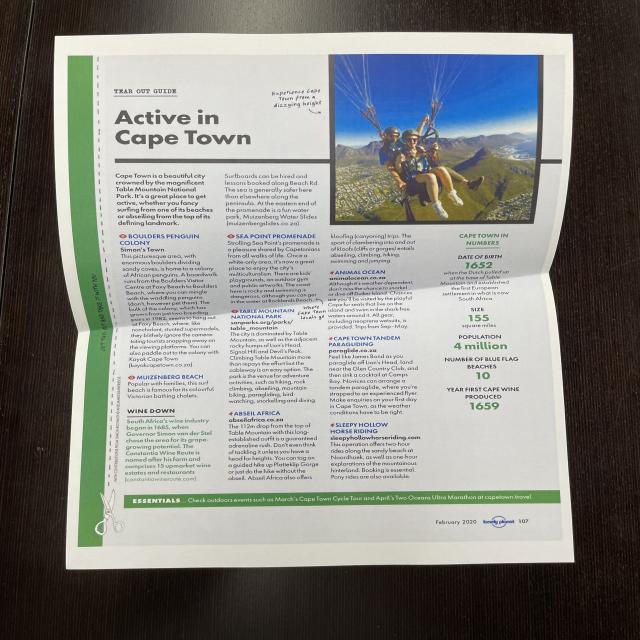 TEAR OUT GUIDE
Experience Cape
Town from a
dizzying height
Active in
Cape Town
Cape Town is a beautiful city
crowned by the magnificent
Table Mountain National
Park. It's a great place to get
active, whether you fancy
surfing from one of its beaches
or abseiling from the top of its
defining landmark.
BOULDERS PENGUIN
COLONY
Simon's Town
This picturesque area, with
enormous boulders dividing
sandy coves, is home to a colony
of African penguins. A boardwalk
runs from the Boulders Visitor
Centre at Foxy Beach to Boulders
Beach, where you can mingle
with the waddling penguins
(don't, however pet them). The
bulk of the colony, which has
grown from just two breeding
pairs in 1982, seems to hang out
at Foxy Beach, where, like
nonchalant, stunted supermodels,
they blithely ignore the camera-
toting tourists snapping away on
the viewing platforms. You can
also paddle out to the colony with
Kayak Cape Town
(kayakcapetown.co.za)
MUIZENBERG BEACH
Popular with families, this surf
beach is famous for its colourful
Victorian bathing chalets.
WINE DOWN
South Africa's wine industry
began in 1685, when
Governor Simon van der Stel
chose the area for its grape-
growing potential. The
Constantia Wine Route is
named after his farm and
comprises 15 upmarket wine
estates and restaurants
(constantiawineroute.com)
Surfboards can be hired and
lessons booked along Beach Rd.
The sea is generally safer here
than elsewhere along the
peninsula. At the eastern end of
the promenade is a fun water
park, Muizenberg Water Slides
(muizenbergslides.co.za).
SEA POINT PROMENADE
Strolling Sea Point's promenade is
a pleasure shared by Capetonians
from all walks of life. Once a
white-only area, it's now a great
place to enjoy the city's
multiculturalism. There are kids'
playgrounds, an outdoor gym
and public artworks. The coast
here is rocky and swimming is
dangerous, although you can get
in the water at Rocklands Beach.
Where
Cape Town
locals go
TABLE MOUNTAIN
NATIONAL PARK
sanparks.org/parks/
table_mountain
The city is dominated by Table
Mountain, as well as the adjacent
rocky humps of Lion's Head,
Signal Hill and Devil's Peak.
Climbing Table Mountain more
than repays the effort but the
cableway is an easy option. The
park is the venue for adventure
activities, such as hiking, rock
climbing, abseiling, mountain
biking, paragliding, bird-
watching, snorkelling and diving.
ABSEIL AFRICA
abseilafrica.co.za
The 112m drop from the top of
Table Mountain with this long-
established outfit is a guaranteed
adrenaline rush. Don't even think
of tackling it unless you have a
head for heights. You can tag on
a guided hike up Platteklip Gorge
or just do the hike without the
abseil. Abseil Africa also offers
kloofing (canyoning) trips. The
sport of clambering into and out
of kloofs (cliffs or gorges) entails
abseiling, climbing, hiking,
swimming and jumping.
ANIMAL OCEAN
animalocean.co.za
Although it's weather-dependent,
don't miss the chance to snorkel
or dive off Duiker Island. Chances
are you'll be visited by the playful
Cape fur seals that live on the
island and swim in the shark-free
waters around it. All gear,
including neoprene wetsuits, is
provided. Trips from Sep–May.
CAPE TOWN TANDEM
PARAGLIDING
paraglide.co.za
Feel like James Bond as you
paraglide off Lion's Head, land
near the Glen Country Club, and
then sink a cocktail at Camps
Bay. Novices can arrange a
tandem paraglide, where you're
strapped to an experienced flyer.
Make enquiries on your first day
in Cape Town, as the weather
conditions have to be right.
SLEEPY HOLLOW
HORSE RIDING
sleepyhollowhorseriding.com
This operation offers two-hour
rides along the sandy beach at
Noordhoek, as well as one-hour
explorations of the mountainous
hinterland. Booking is essential.
Pony rides are also available.
CAPE TOWN IN
NUMBERS
DATE OF BIRTH
1652
when the Dutch pulled up
at the base of Table
Mountain and established
the first European
settlement in what is now
South Africa
SIZE
155
square miles
POPULATION
4 million
NUMBER OF BLUE FLAG
BEACHES
10
YEAR FIRST CAPE WINE
PRODUCED
1659
ESSENTIALS Check outdoors events such as March's Cape Town Cycle Tour and April's Two Oceans Ultra Marathon at capetown.travel
February 2020 lonely planet 107